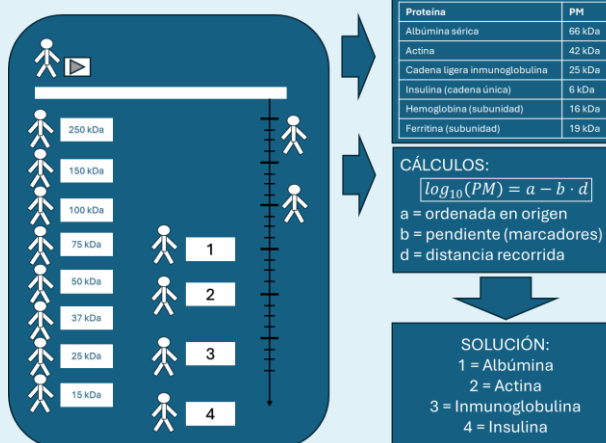 250 kDa
150 kDa
100 kDa
75 kDa
50 kDa
37 kDa
25 kDa
15 kDa
1
2
3
4
Proteína PM
Albúmina sérica 66 kDa
Actina 42 kDa
Cadena ligera inmunoglobulina 25 kDa
Insulina (cadena única) 6 kDa
Hemoglobina (subunidad) 16 kDa
Ferritina (subunidad) 19 kDa
CÁLCULOS:
log₁₀(PM) = a − b · d
a = ordenada en origen
b = pendiente (marcadores)
d = distancia recorrida
SOLUCIÓN:
1 = Albúmina
2 = Actina
3 = Inmunoglobulina
4 = Insulina